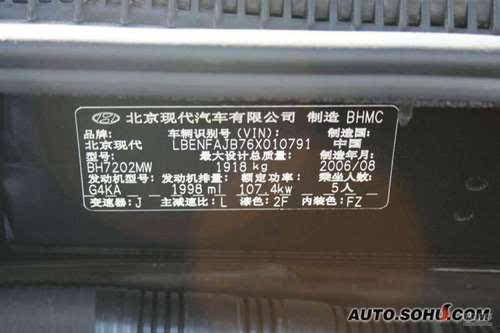 北京现代汽车有限公司 制造 BHMC
品牌: 车辆识别号(VIN): 制造国:
北京现代 LBENFAJB76X010791 中国
型号: 最大设计总质量: 制造年月:
BH7202MW 1918 kg 2006/08
发动机型号: 发动机排量: 额定功率: 乘坐人数:
G4KA 1998 ml 107.4kw 5人
变速器: J 主减速比: L 漆色: 2F 内装色: FZ
AUTO.SOHU.COM